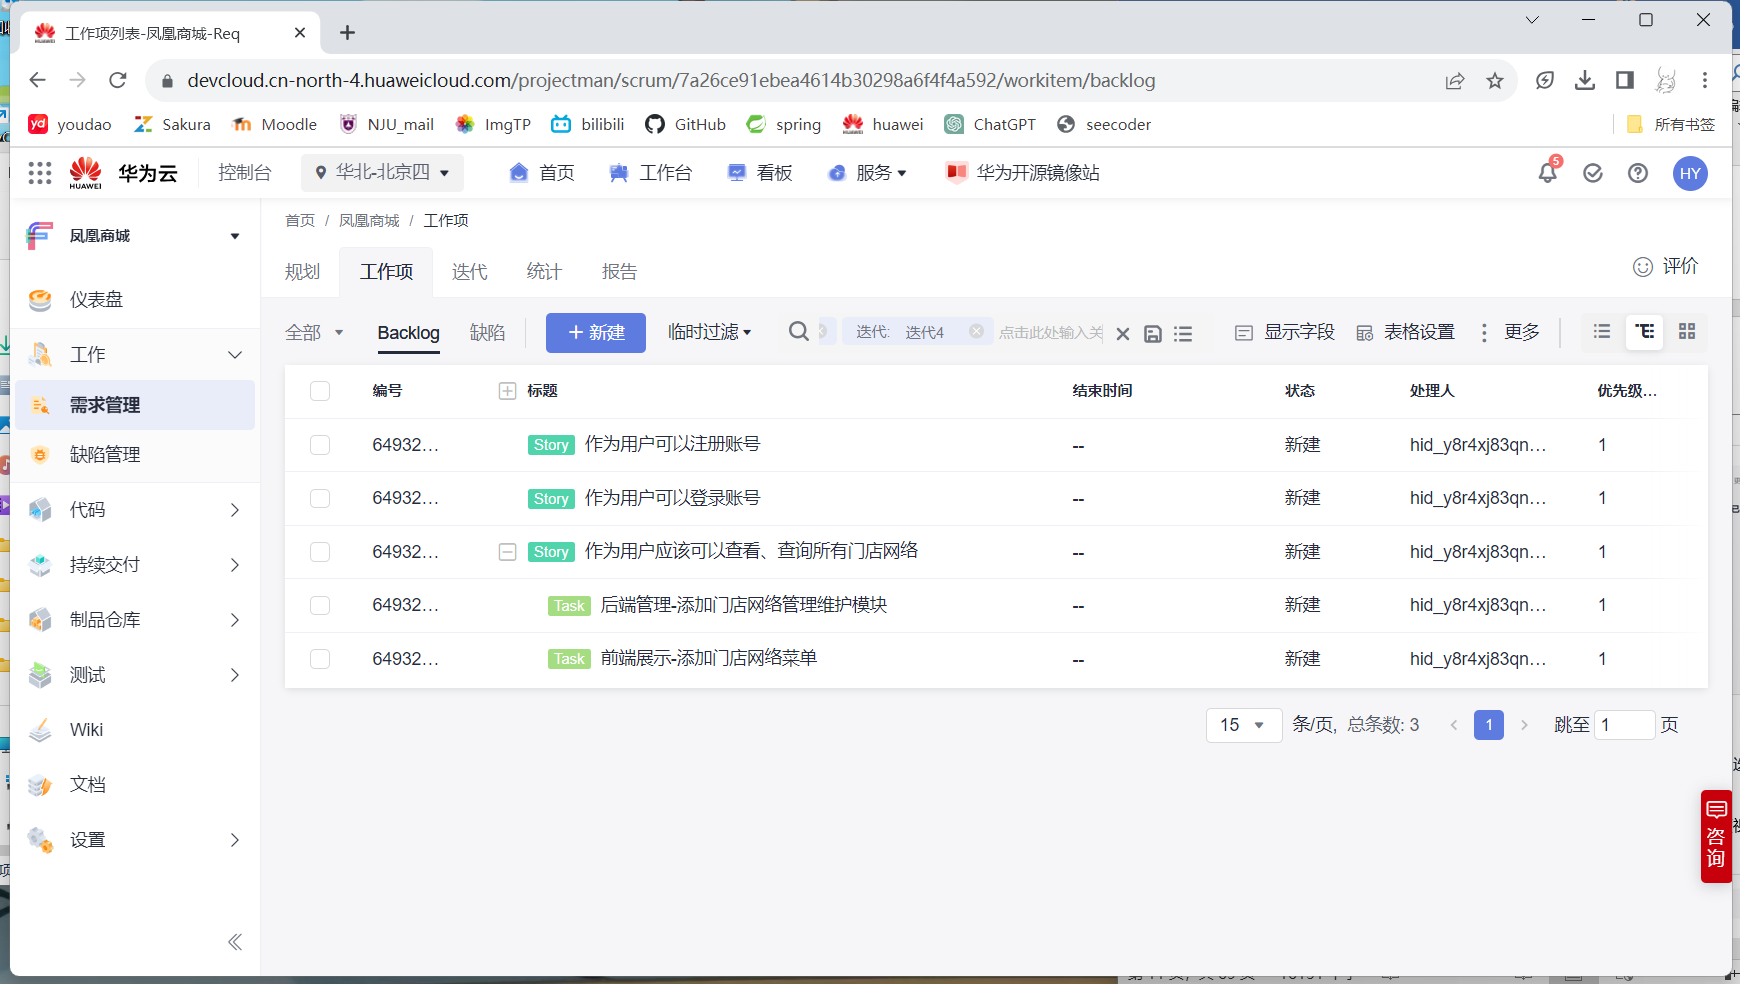 工作项列表-凤凰商城-Req
devcloud.cn-north-4.huaweicloud.com/projectman/scrum/7a26ce91ebea4614b30298a6f4f4a592/workitem/backlog
yd youdao Sakura Moodle NJU_mail ImgTP bilibili GitHub spring huawei ChatGPT seecoder 所有书签
HUAWEI 华为云 控制台 华北-北京四 首页 工作台 看板 服务 华为开源镜像站 5 HY
凤凰商城
仪表盘
工作
需求管理
缺陷管理
代码
持续交付
制品仓库
测试
Wiki
文档
设置
首页 / 凤凰商城 / 工作项
规划 工作项 迭代 统计 报告 评价
全部 Backlog 缺陷 + 新建 临时过滤 迭代: 迭代4 点击此处输入关 显示字段 表格设置 更多
编号 标题 结束时间 状态 处理人 优先级...
64932... Story 作为用户可以注册账号 -- 新建 hid_y8r4xj83qn... 1
64932... Story 作为用户可以登录账号 -- 新建 hid_y8r4xj83qn... 1
64932... Story 作为用户应该可以查看、查询所有门店网络 -- 新建 hid_y8r4xj83qn... 1
64932... Task 后端管理-添加门店网络管理维护模块 -- 新建 hid_y8r4xj83qn... 1
64932... Task 前端展示-添加门店网络菜单 -- 新建 hid_y8r4xj83qn... 1
15 条/页, 总条数: 3 < 1 > 跳至 1 页
咨询